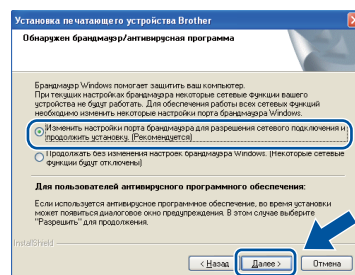 Установка печатающего устройства Brother
Обнаружен брандмауэр/антивирусная программа
Брандмауэр Windows помогает защитить ваш компьютер.
При текущих настройках брандмауэра некоторые сетевые функции вашего
устройства не будут работать. Для обеспечения работы всех сетевых функций
необходимо изменить некоторые настройки порта брандмауэра Windows.
Изменить настройки порта брандмауэра для разрешения сетевого подключения и
продолжить установку. (Рекомендуется)
Продолжать без изменения настроек брандмауэра Windows. (Некоторые сетевые
функции будут отключены)
Для пользователей антивирусного программного обеспечения:
Если используется антивирусное программное обеспечение, во время установки
может появиться диалоговое окно предупреждения. В этом случае выберите
"Разрешить" для продолжения.
InstallShield
< Назад Далее > Отмена